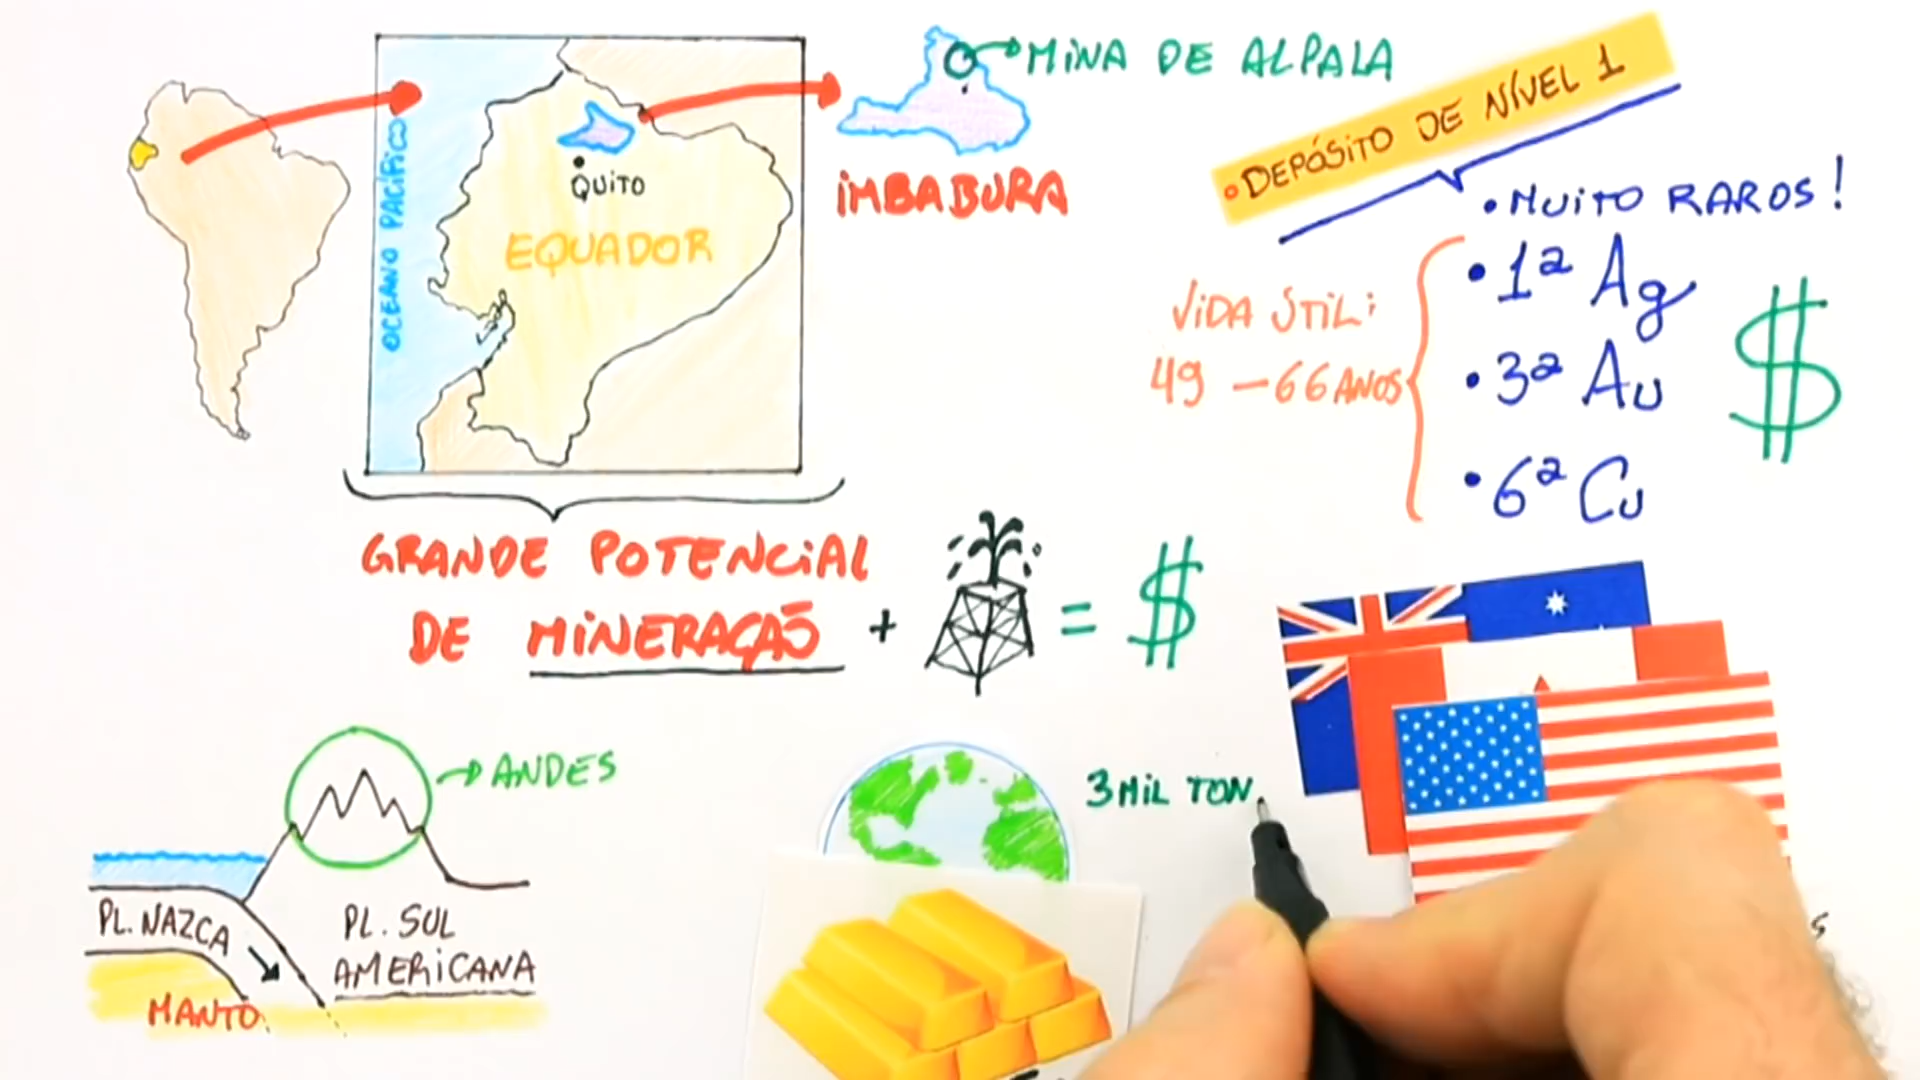 MINA DE ALPALA
OCEANO PACÍFICO
QUITO
EQUADOR
IMBABURA
• DEPÓSITO DE NÍVEL 1
• MUITO RAROS!
VIDA ÚTIL:
49 – 66 ANOS
• 1ª Ag
• 3ª Au
• 6ª Cu
$
GRANDE POTENCIAL
DE MINERAÇÃO + = $
ANDES
3 MIL TON.
PL. NAZCA
PL. SUL
AMERICANA
MANTO